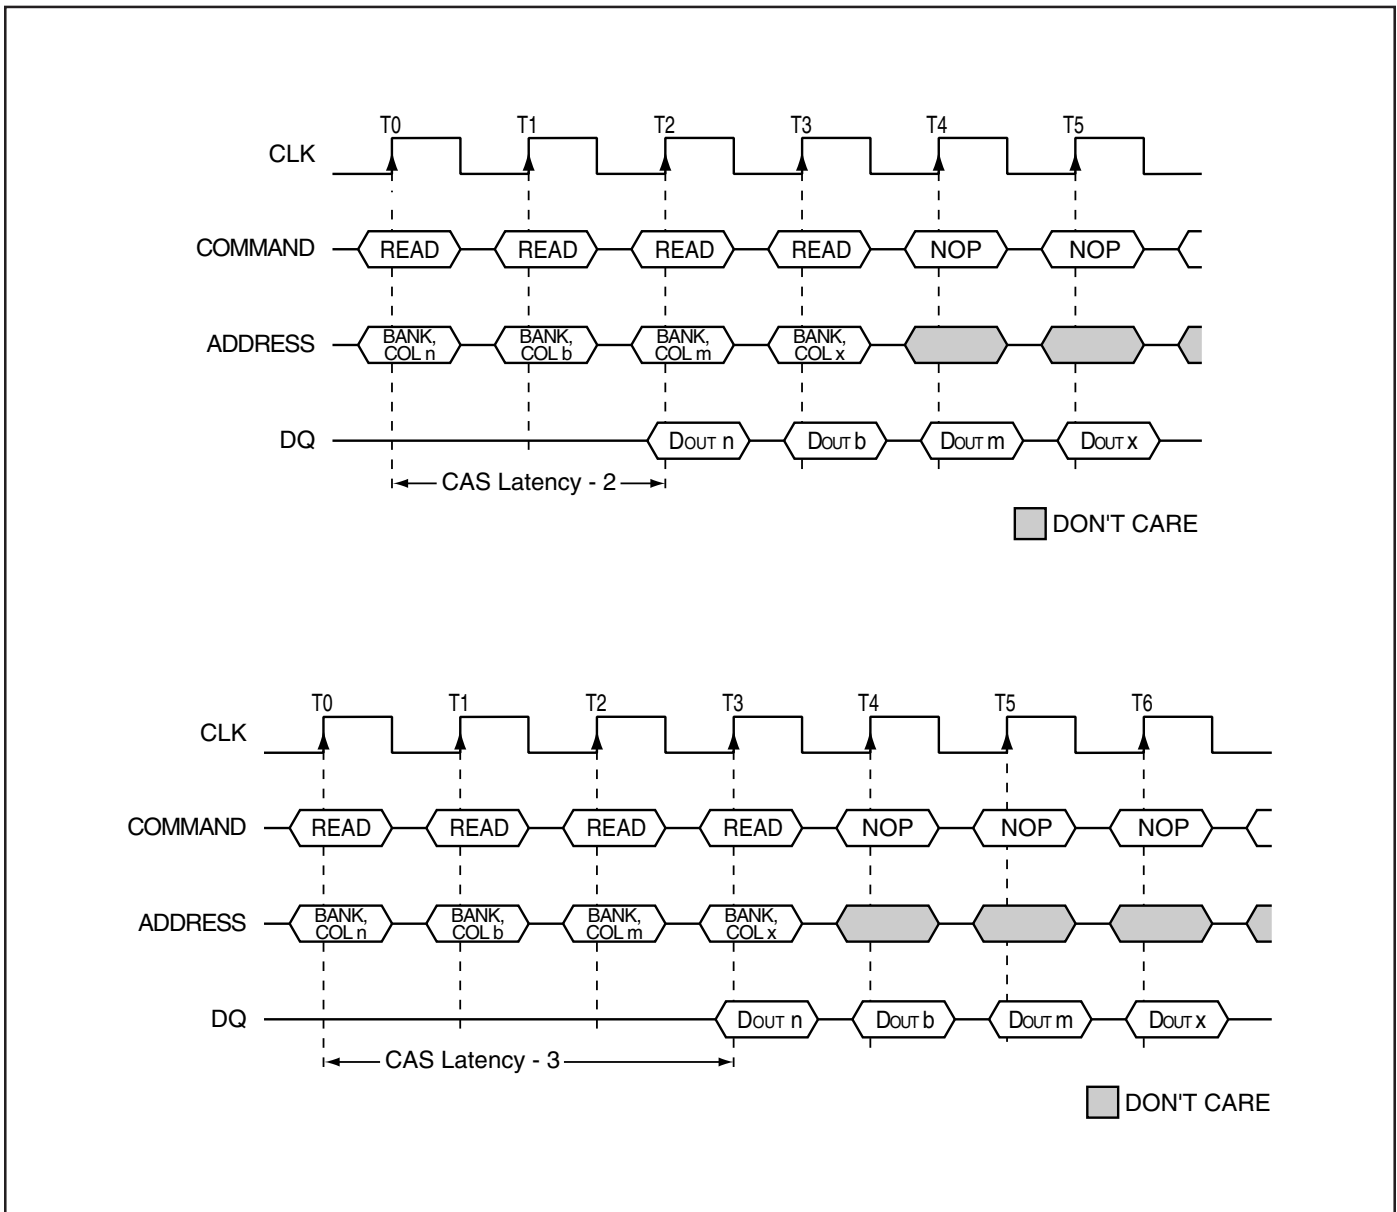 T0 T1 T2 T3 T4 T5
CLK
COMMAND READ READ READ READ NOP NOP
ADDRESS BANK, COL n BANK, COL b BANK, COL m BANK, COL x
DQ DOUT n DOUT b DOUT m DOUT x
CAS Latency - 2
DON'T CARE
T0 T1 T2 T3 T4 T5 T6
CLK
COMMAND READ READ READ READ NOP NOP NOP
ADDRESS BANK, COL n BANK, COL b BANK, COL m BANK, COL x
DQ DOUT n DOUT b DOUT m DOUT x
CAS Latency - 3
DON'T CARE